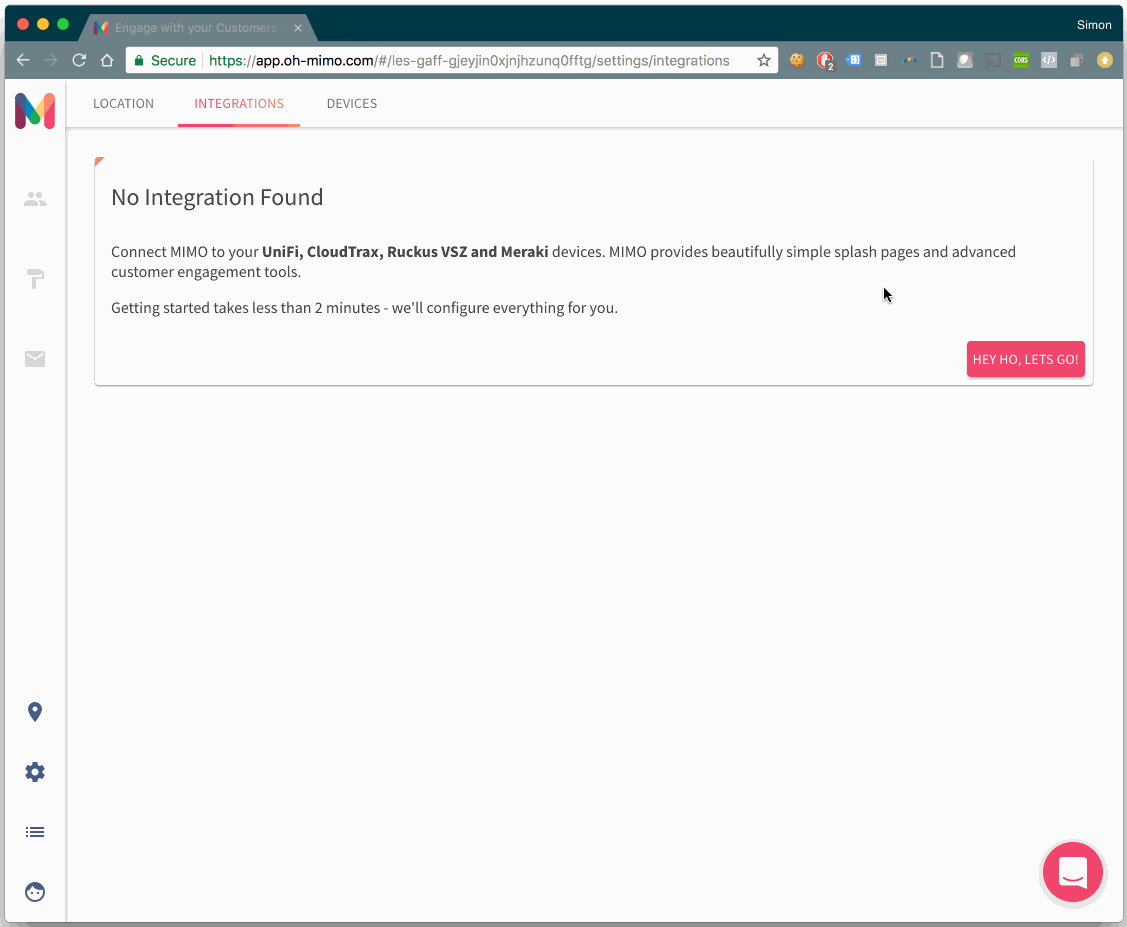 Engage with your Customers
Simon
Secure
https://app.oh-mimo.com/#/les-gaff-gjeyjin0xjnjhzunq0fftg/settings/integrations
2
CORS
LOCATION
INTEGRATIONS
DEVICES
No Integration Found
Connect MIMO to your UniFi, CloudTrax, Ruckus VSZ and Meraki devices. MIMO provides beautifully simple splash pages and advanced
customer engagement tools.
Getting started takes less than 2 minutes - we'll configure everything for you.
HEY HO, LETS GO!